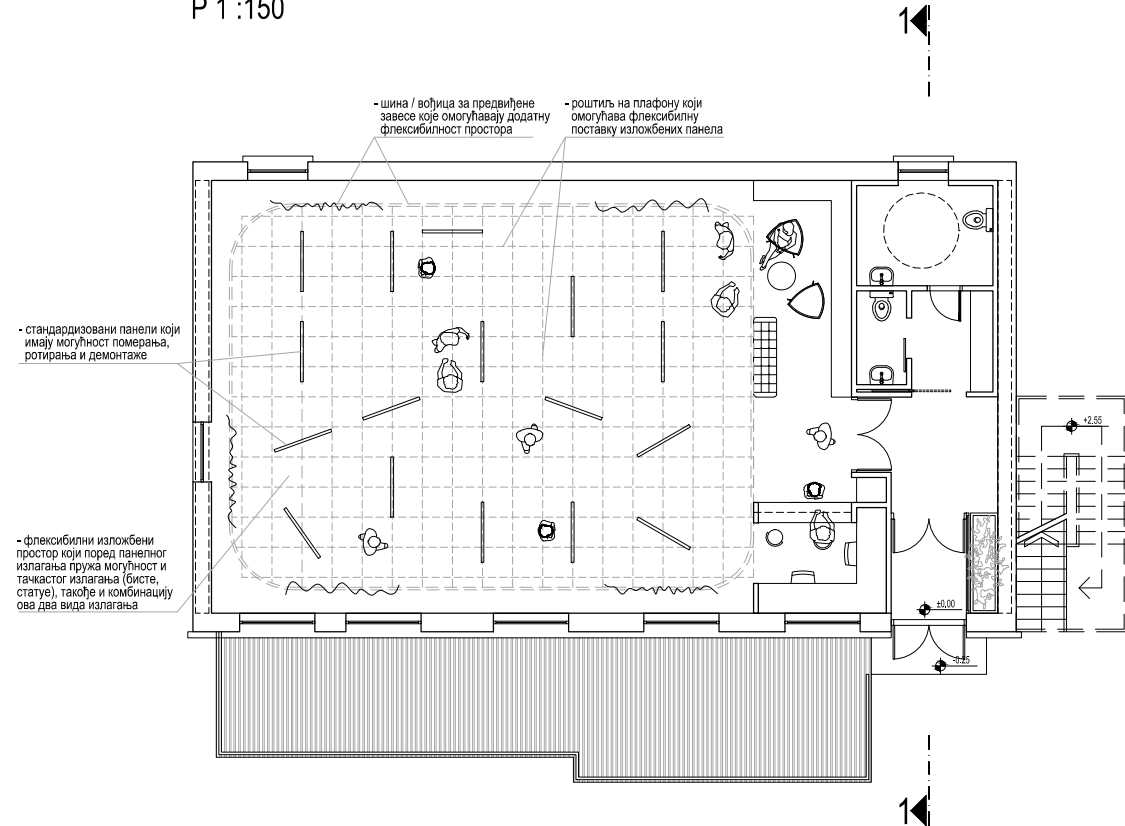 Р 1 :150
1
- шина / вођица за предвиђене
завесе које омогућавају додатну
флексибилност простора
- роштиљ на плафону који
омогућава флексибилну
поставку изложбених панела
- стандардизовани панели који
имају могућност померања,
ротирања и демонтаже
+2.55
- флексибилни изложбени
простор који поред панелног
излагања пружа могућност и
тачкастог излагања (бисте,
статуе), такође и комбинацију
ова два вида излагања
±0,00
-0.25
1